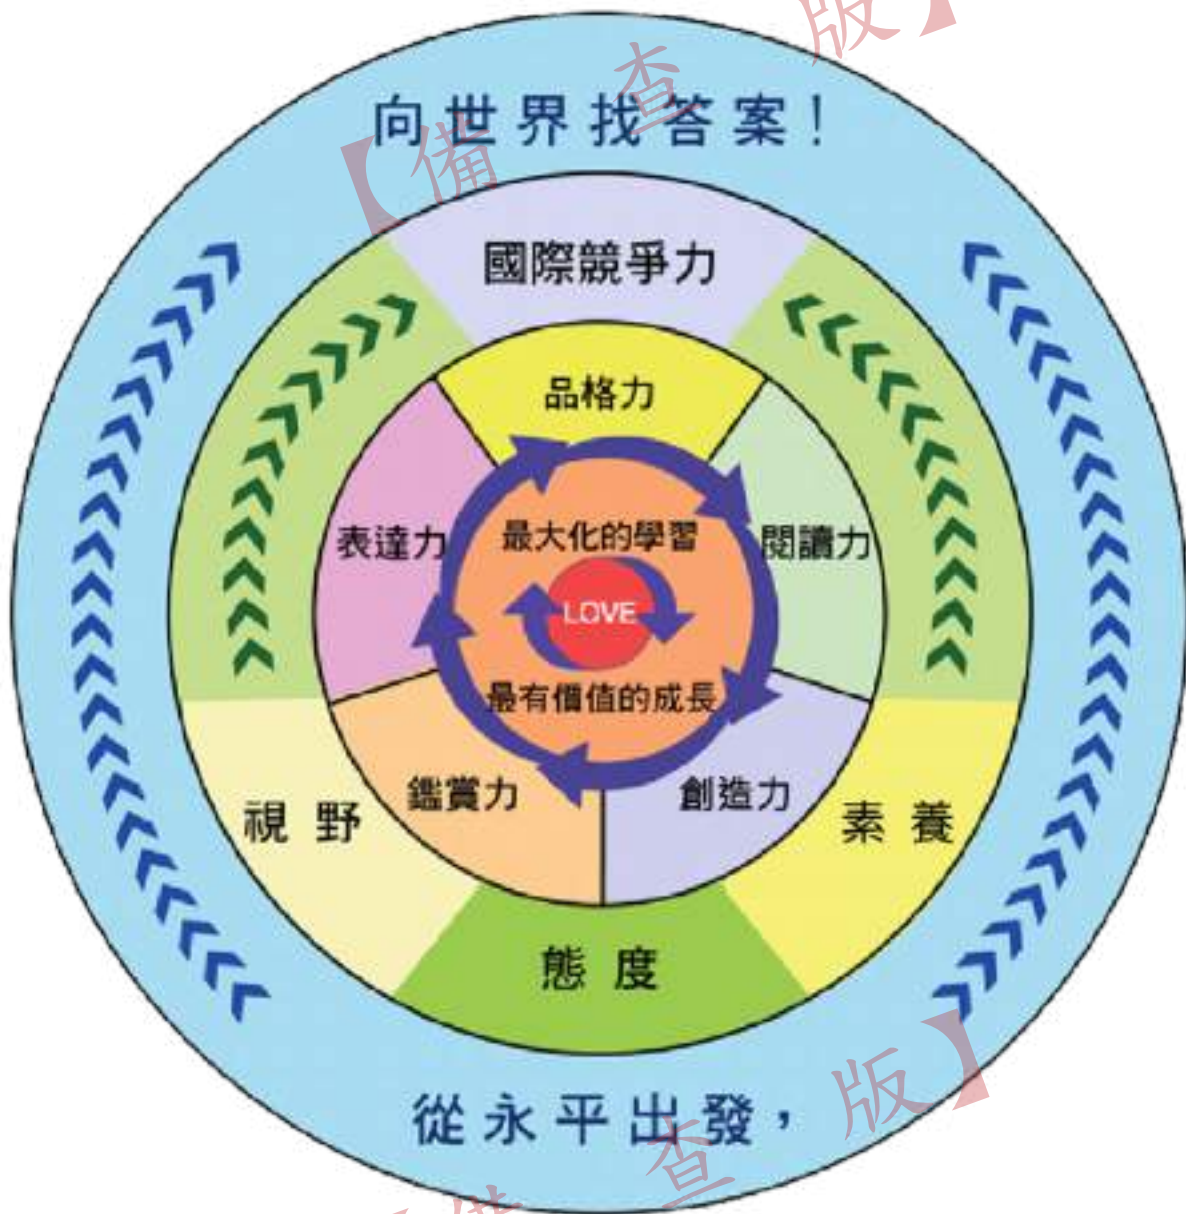 【備查版】
向世界找答案！
國際競爭力
品格力
表達力
最大化的學習
閱讀力
LOVE
最有價值的成長
鑑賞力
創造力
視野
素養
態度
從永平出發，
備查版】